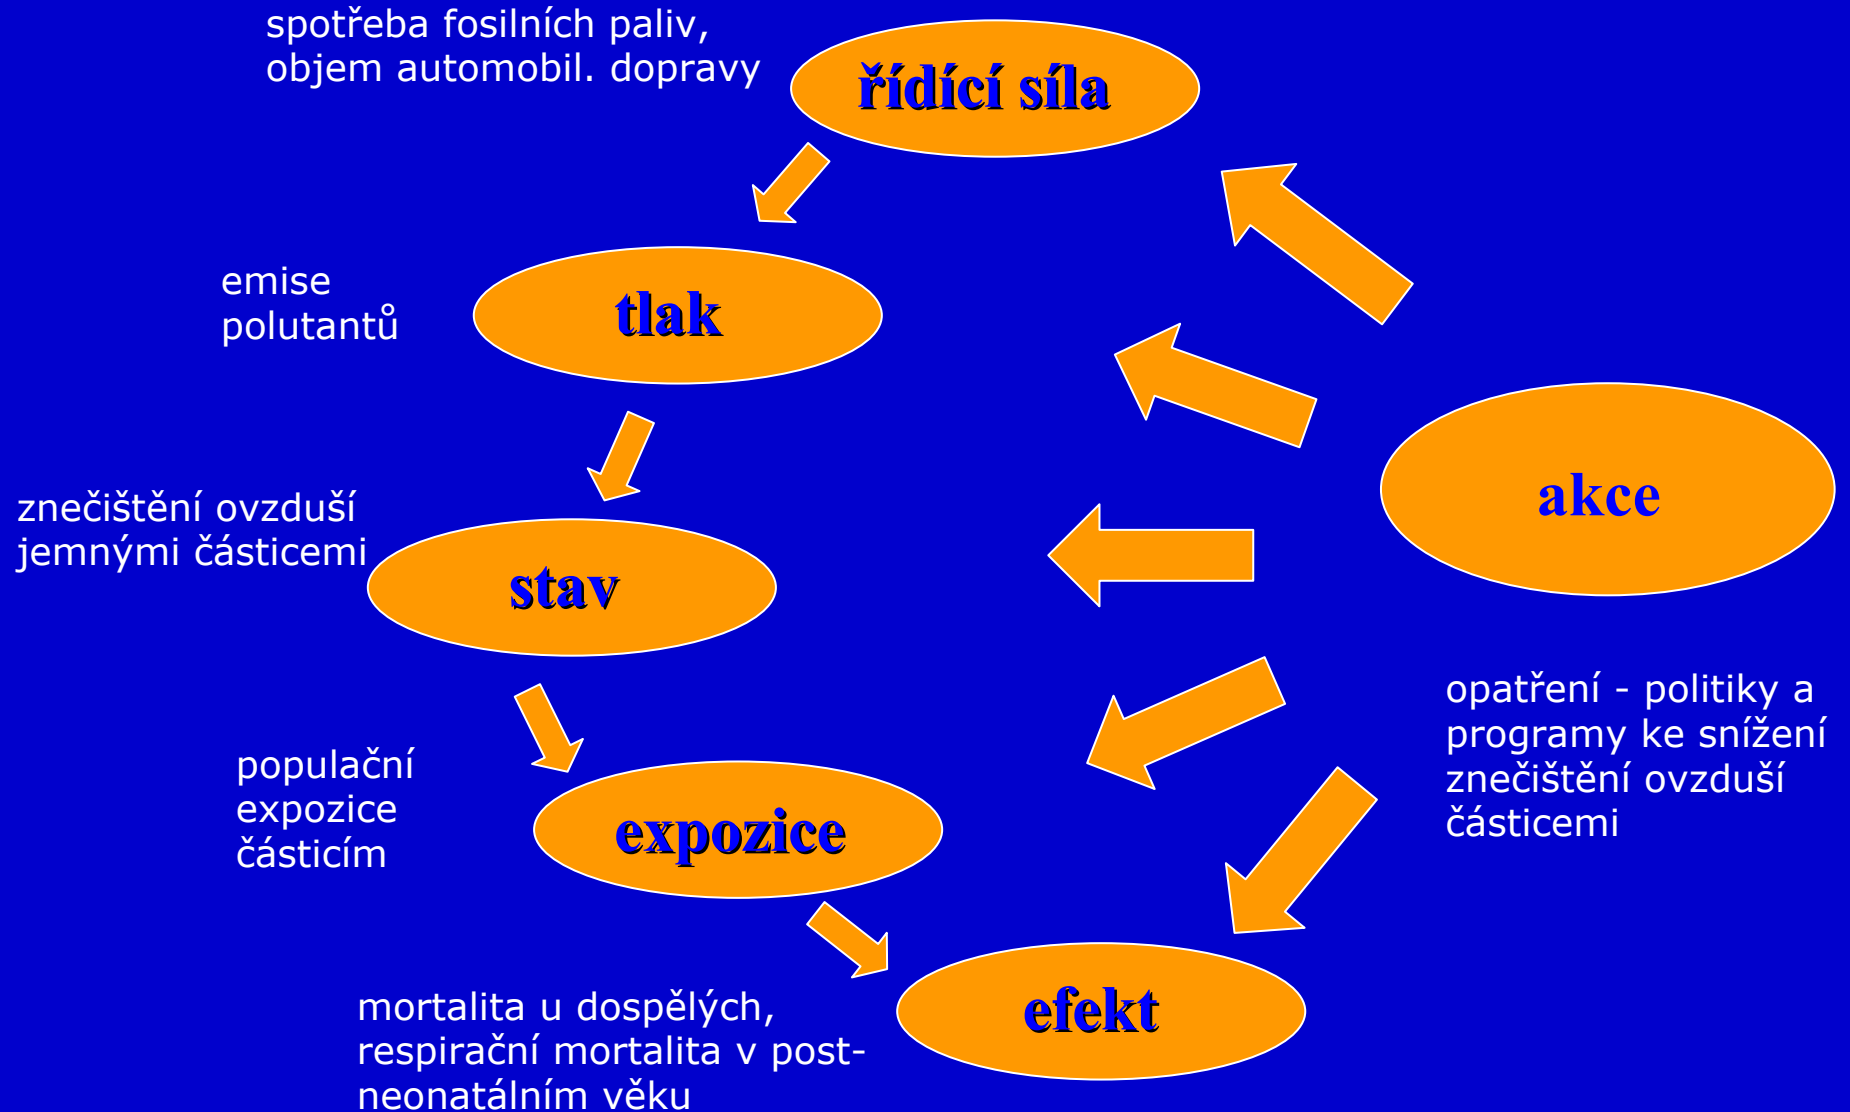 spotřeba fosilních paliv,
objem automobil. dopravy
řídící síla
emise
polutantů
tlak
znečištění ovzduší
jemnými částicemi
stav
akce
opatření - politiky a
programy ke snížení
znečištění ovzduší
částicemi
populační
expozice
částicím
expozice
efekt
mortalita u dospělých,
respirační mortalita v post-
neonatálním věku